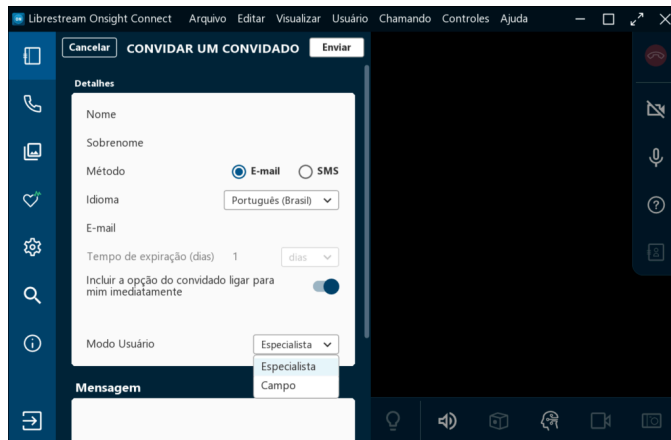 Librestream Onsight Connect Arquivo Editar Visualizar Usuário Chamando Controles Ajuda
Cancelar CONVIDAR UM CONVIDADO Enviar
Detalhes
Nome
Sobrenome
Método E-mail SMS
Idioma Português (Brasil)
E-mail
Tempo de expiração (dias) 1 dias
Incluir a opção do convidado ligar para
mim imediatamente
Modo Usuário Especialista
Especialista
Campo
Mensagem